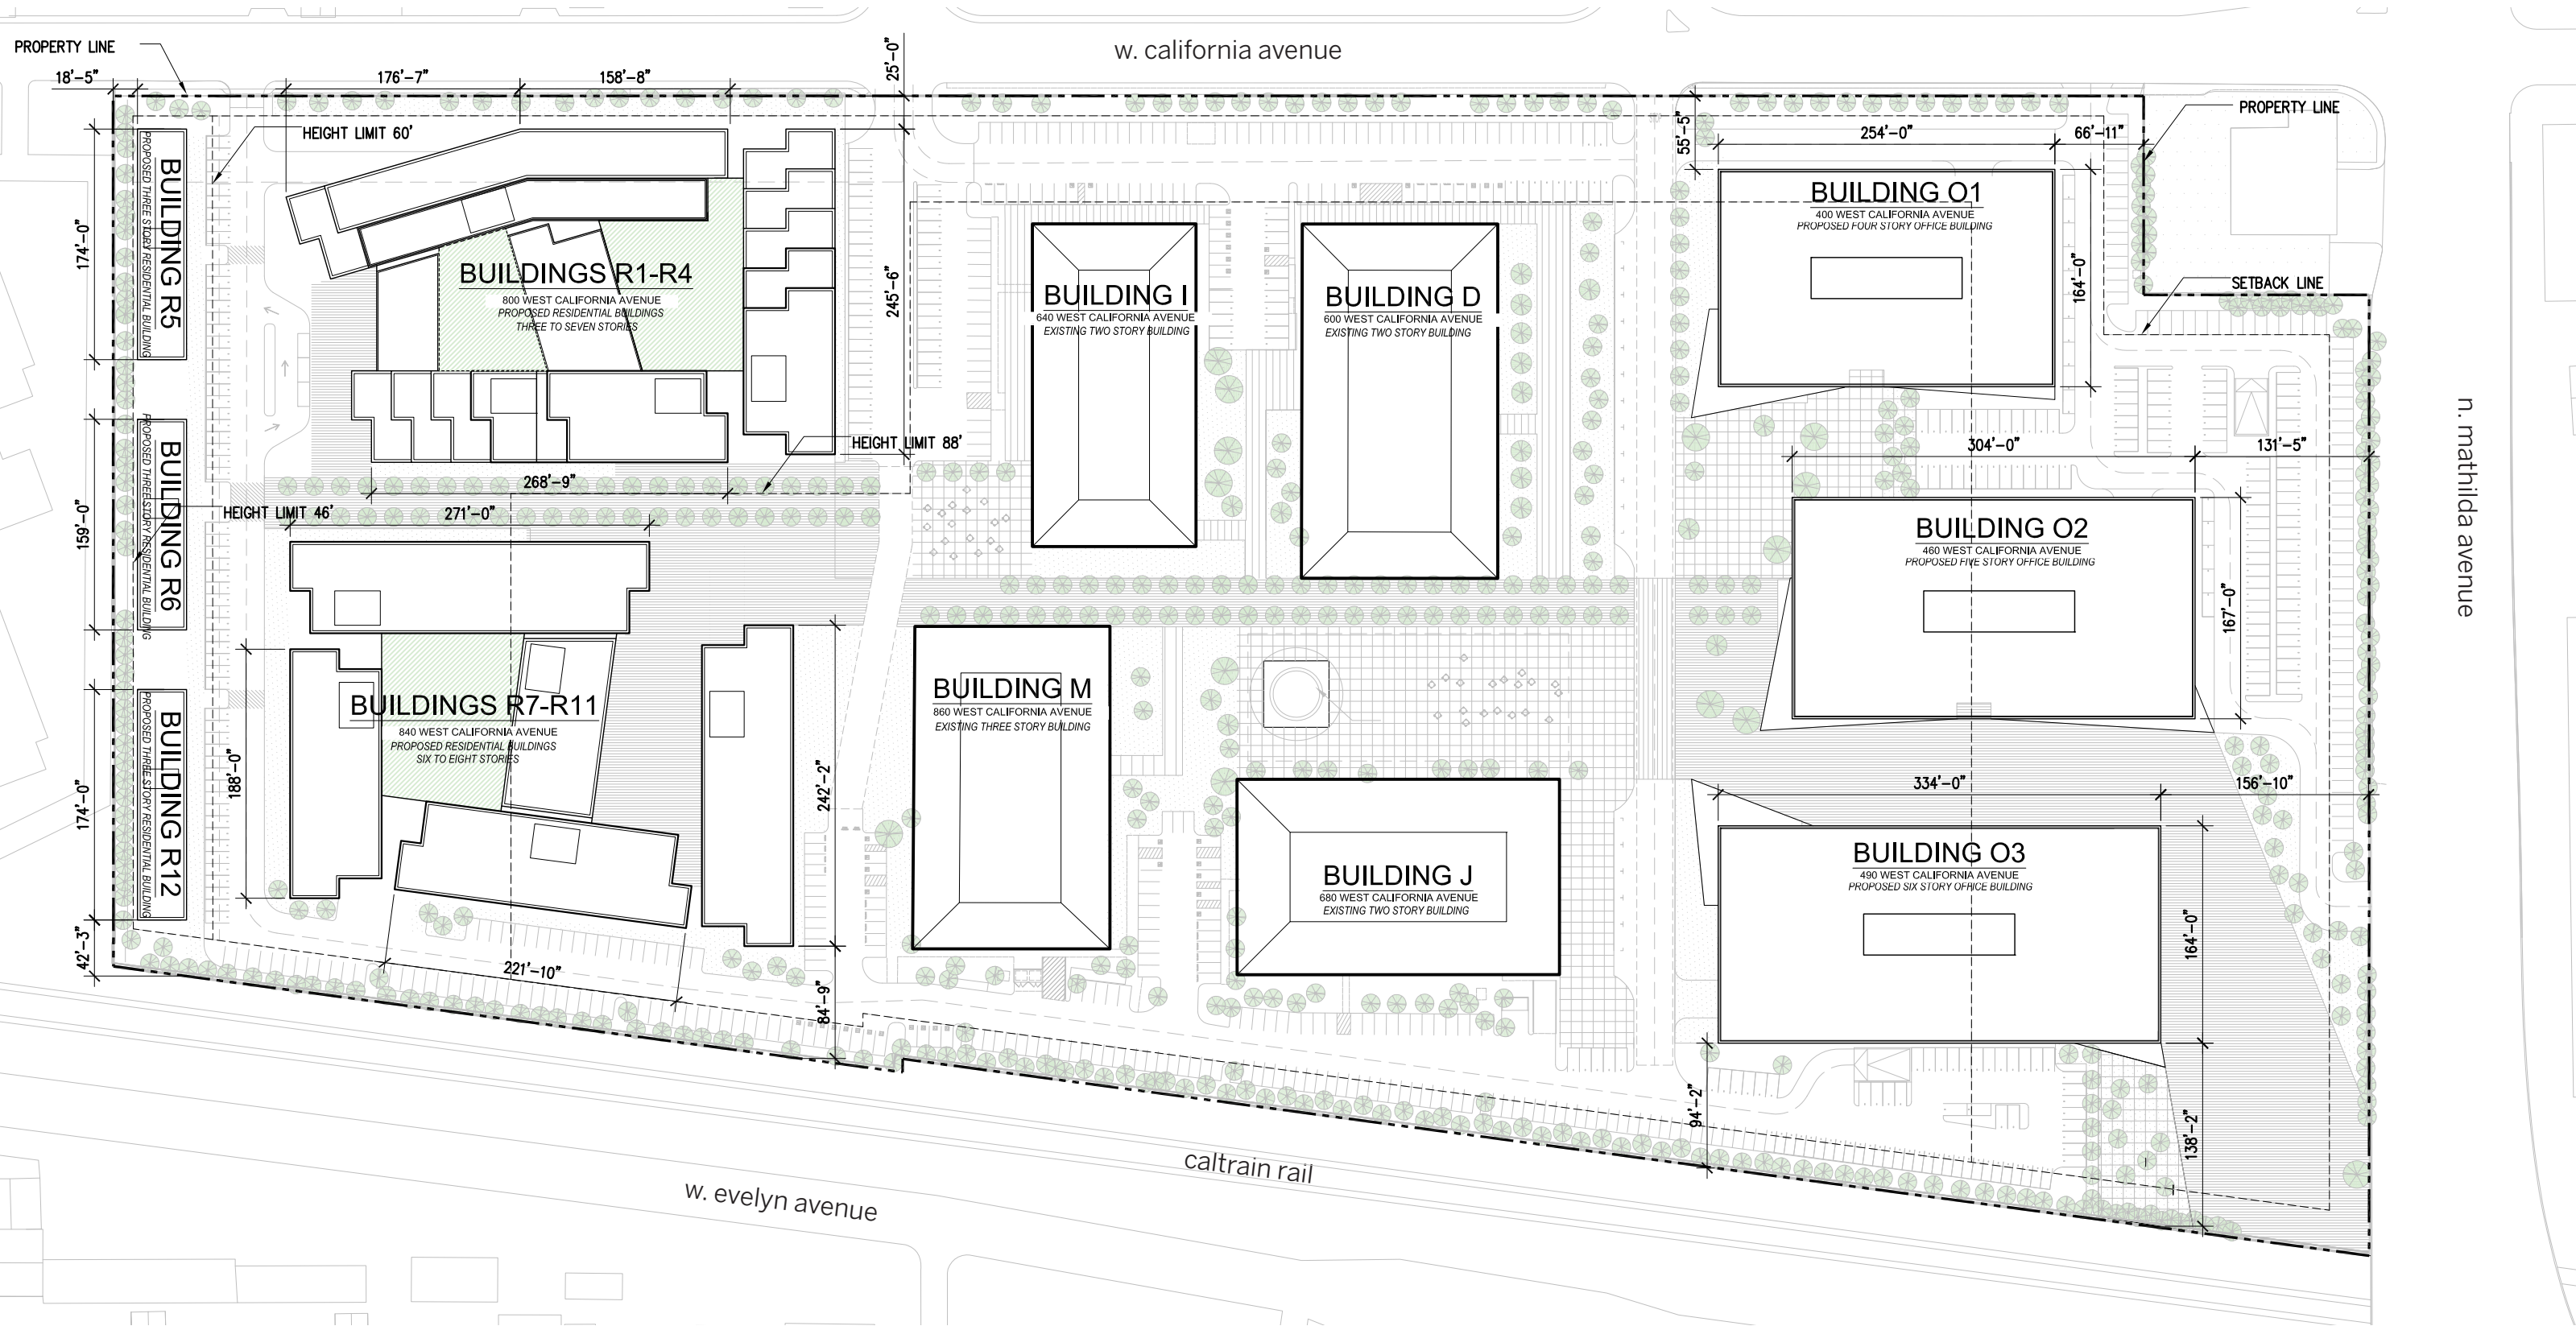 w. california avenue
PROPERTY LINE
18'-5"
176'-7"
158'-8"
25'-0"
HEIGHT LIMIT 60'
55'-5"
254'-0"
66'-11"
PROPERTY LINE
174'-0"
BUILDING R5
PROPOSED THREE STORY RESIDENTIAL BUILDING
BUILDINGS R1-R4
800 WEST CALIFORNIA AVENUE
PROPOSED RESIDENTIAL BUILDINGS
THREE TO SEVEN STORIES
245'-6"
BUILDING I
640 WEST CALIFORNIA AVENUE
EXISTING TWO STORY BUILDING
BUILDING D
600 WEST CALIFORNIA AVENUE
EXISTING TWO STORY BUILDING
BUILDING O1
400 WEST CALIFORNIA AVENUE
PROPOSED FOUR STORY OFFICE BUILDING
164'-0"
SETBACK LINE
n. mathilda avenue
HEIGHT LIMIT 88'
268'-9"
304'-0"
131'-5"
159'-0"
BUILDING R6
PROPOSED THREE STORY RESIDENTIAL BUILDING
HEIGHT LIMIT 46'
271'-0"
BUILDING O2
460 WEST CALIFORNIA AVENUE
PROPOSED FIVE STORY OFFICE BUILDING
167'-0"
174'-0"
BUILDING R12
PROPOSED THREE STORY RESIDENTIAL BUILDING
188'-0"
BUILDINGS R7-R11
840 WEST CALIFORNIA AVENUE
PROPOSED RESIDENTIAL BUILDINGS
SIX TO EIGHT STORIES
242'-2"
BUILDING M
860 WEST CALIFORNIA AVENUE
EXISTING THREE STORY BUILDING
334'-0"
156'-10"
BUILDING J
680 WEST CALIFORNIA AVENUE
EXISTING TWO STORY BUILDING
BUILDING O3
490 WEST CALIFORNIA AVENUE
PROPOSED SIX STORY OFFICE BUILDING
164'-0"
42'-3"
221'-10"
84'-9"
94'-2"
138'-2"
caltrain rail
w. evelyn avenue